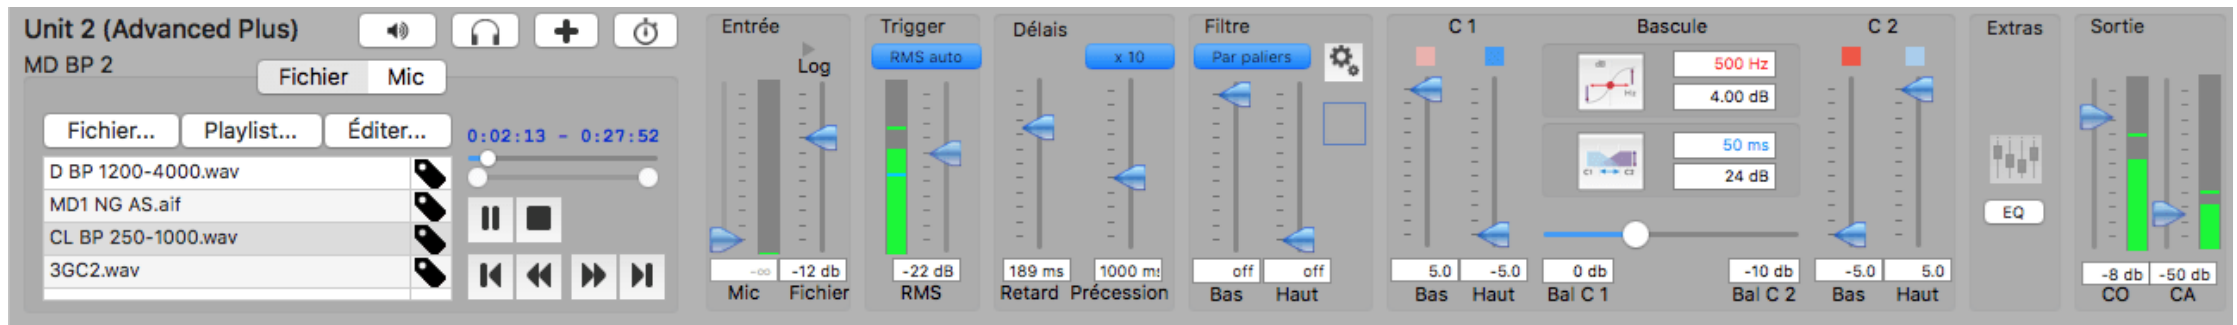 Unit 2 (Advanced Plus)
MD BP 2
Fichier Mic
Fichier... Playlist... Éditer...
0:02:13 - 0:27:52
D BP 1200-4000.wav
MD1 NG AS.aif
CL BP 250-1000.wav
3GC2.wav
Entrée
Log
-∞ -12 db
Mic Fichier
Trigger
RMS auto
-22 dB
RMS
Délais
x 10
189 ms 1000 ms
Retard Précession
Filtre
Par paliers
off off
Bas Haut
C 1 Bascule C 2
dB
Hz
500 Hz
4.00 dB
C1 C2
50 ms
24 dB
5.0 -5.0 0 db -10 db -5.0 5.0
Bas Haut Bal C 1 Bal C 2 Bas Haut
Extras
EQ
Sortie
-8 db -50 db
CO CA